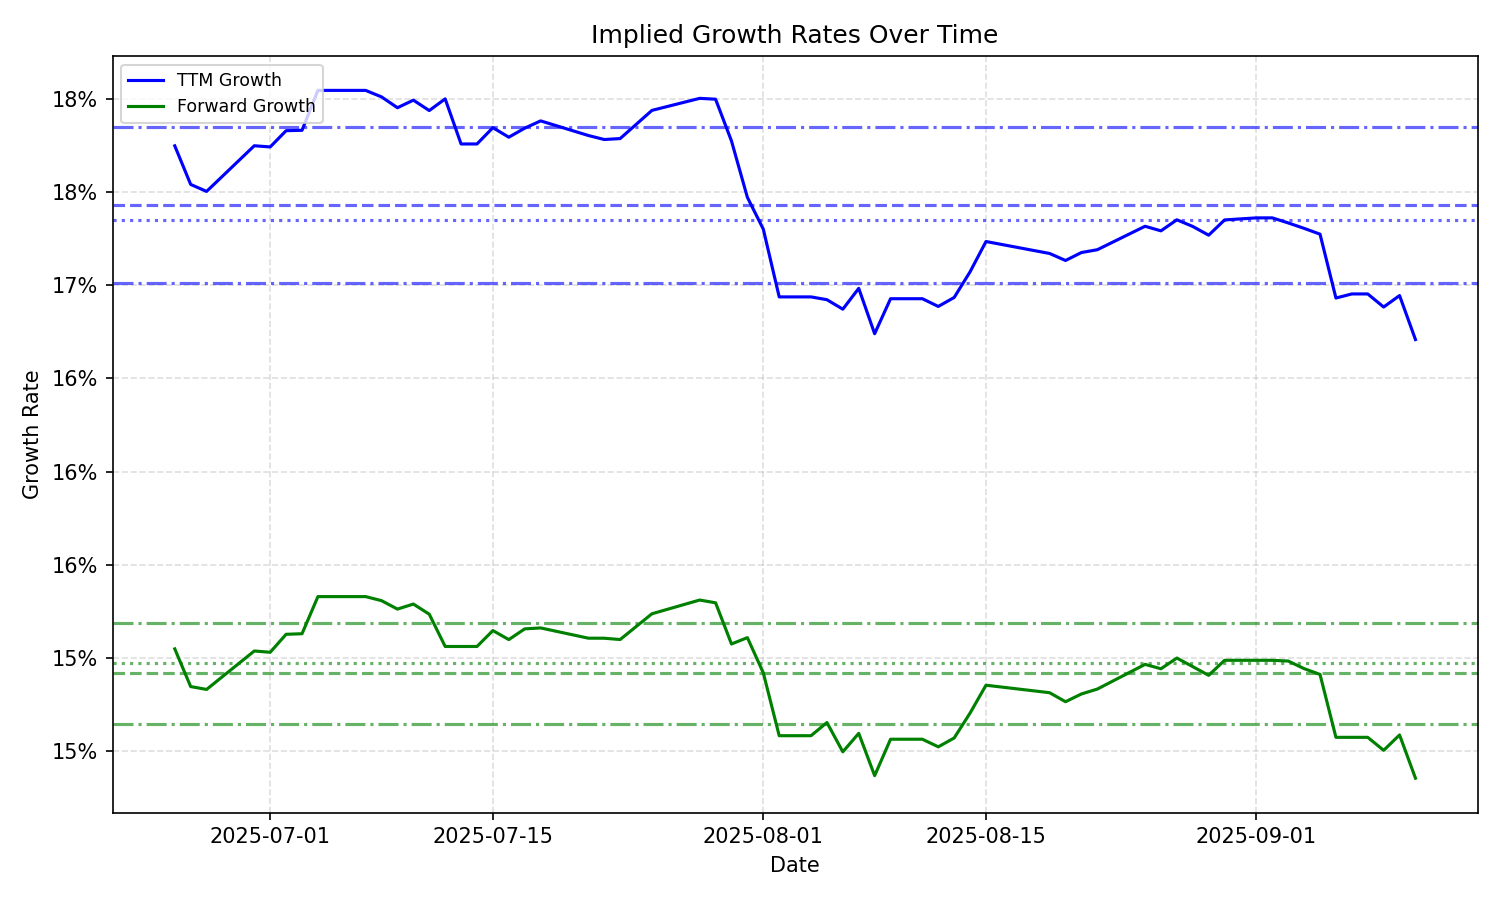 Implied Growth Rates Over Time
TTM Growth
Forward Growth
18%
18%
17%
16%
16%
16%
15%
15%
Growth Rate
2025-07-01
2025-07-15
2025-08-01
2025-08-15
2025-09-01
Date